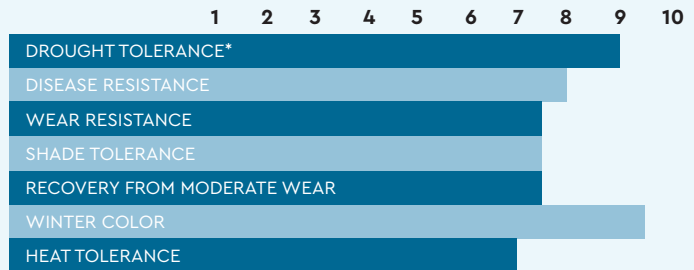 1 2 3 4 5 6 7 8 9 10
DROUGHT TOLERANCE*
DISEASE RESISTANCE
WEAR RESISTANCE
SHADE TOLERANCE
RECOVERY FROM MODERATE WEAR
WINTER COLOR
HEAT TOLERANCE